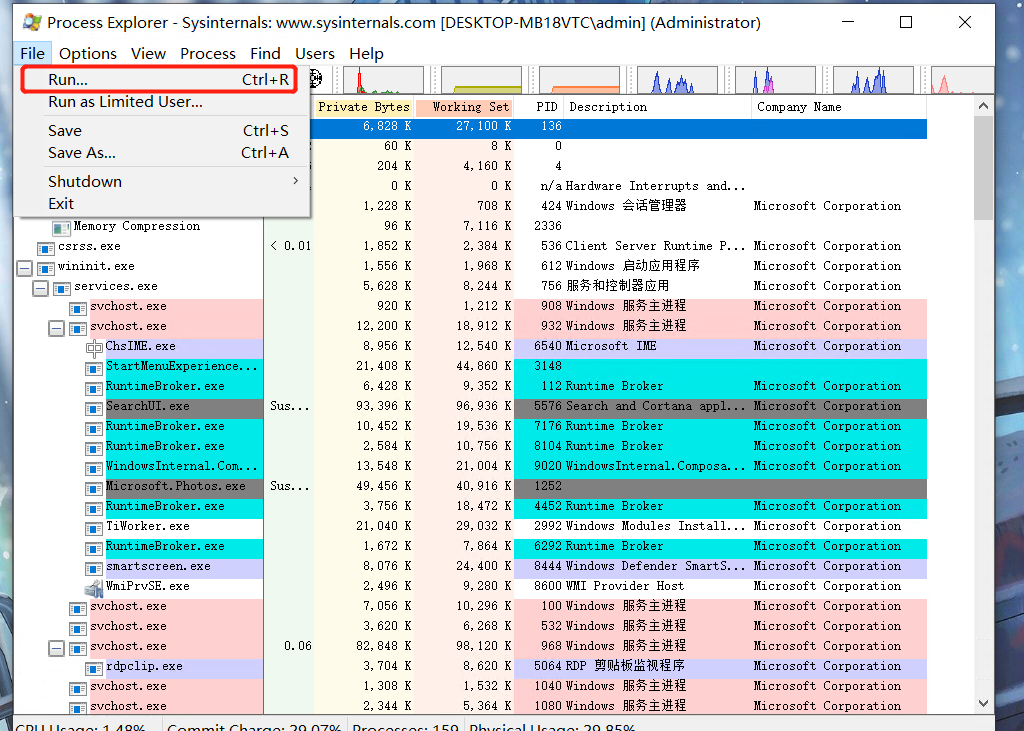 Process Explorer - Sysinternals: www.sysinternals.com [DESKTOP-MB18VTC\admin] (Administrator)
File Options View Process Find Users Help
Run... Ctrl+R
Run as Limited User...
Save Ctrl+S
Save As... Ctrl+A
Shutdown
Exit
Private Bytes Working Set PID Description Company Name
6,828 K 27,100 K 136
60 K 8 K 0
204 K 4,160 K 4
0 K 0 K n/a Hardware Interrupts and...
1,228 K 708 K 424 Windows 会话管理器 Microsoft Corporation
Memory Compression 96 K 7,116 K 2336
csrss.exe < 0.01 1,852 K 2,384 K 536 Client Server Runtime P... Microsoft Corporation
wininit.exe 1,556 K 1,968 K 612 Windows 启动应用程序 Microsoft Corporation
services.exe 5,628 K 8,244 K 756 服务和控制器应用 Microsoft Corporation
svchost.exe 920 K 1,212 K 908 Windows 服务主进程 Microsoft Corporation
svchost.exe 12,200 K 18,912 K 932 Windows 服务主进程 Microsoft Corporation
ChsIME.exe 8,956 K 12,540 K 6540 Microsoft IME Microsoft Corporation
StartMenuExperience... 21,408 K 44,860 K 3148
RuntimeBroker.exe 6,428 K 9,352 K 112 Runtime Broker Microsoft Corporation
SearchUI.exe Sus... 93,396 K 96,936 K 5576 Search and Cortana appl... Microsoft Corporation
RuntimeBroker.exe 10,452 K 19,536 K 7176 Runtime Broker Microsoft Corporation
RuntimeBroker.exe 2,584 K 10,756 K 8104 Runtime Broker Microsoft Corporation
WindowsInternal.Com... 13,548 K 21,004 K 9020 WindowsInternal.Composa... Microsoft Corporation
Microsoft.Photos.exe Sus... 49,456 K 40,916 K 1252
RuntimeBroker.exe 3,756 K 18,472 K 4452 Runtime Broker Microsoft Corporation
TiWorker.exe 21,040 K 29,032 K 2992 Windows Modules Install... Microsoft Corporation
RuntimeBroker.exe 1,672 K 7,864 K 6292 Runtime Broker Microsoft Corporation
smartscreen.exe 8,076 K 24,400 K 8444 Windows Defender SmartS... Microsoft Corporation
WmiPrvSE.exe 2,496 K 9,280 K 8600 WMI Provider Host Microsoft Corporation
svchost.exe 7,056 K 10,296 K 100 Windows 服务主进程 Microsoft Corporation
svchost.exe 3,620 K 6,268 K 532 Windows 服务主进程 Microsoft Corporation
svchost.exe 0.06 82,848 K 98,120 K 968 Windows 服务主进程 Microsoft Corporation
rdpclip.exe 3,704 K 8,620 K 5064 RDP 剪贴板监视程序 Microsoft Corporation
svchost.exe 1,308 K 1,532 K 1040 Windows 服务主进程 Microsoft Corporation
svchost.exe 2,344 K 5,364 K 1080 Windows 服务主进程 Microsoft Corporation
CPU Usage: 1.48% Commit Charge: 29.07% Processes: 159 Physical Usage: 29.85%